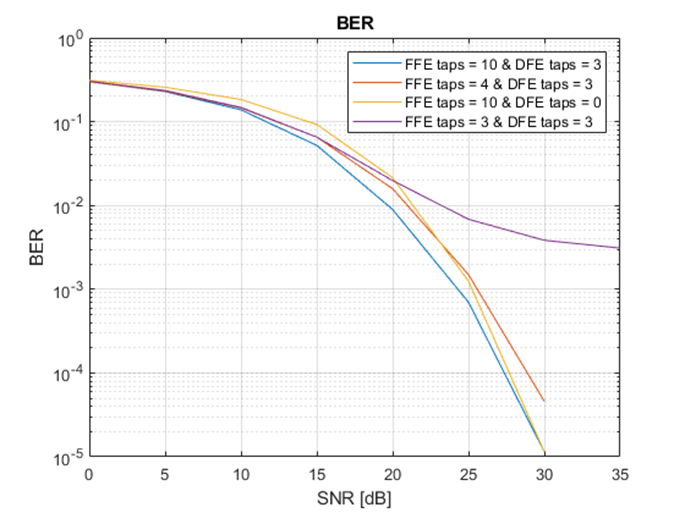 BER
10^0
10^-1
10^-2
10^-3
10^-4
10^-5
BER
FFE taps = 10 & DFE taps = 3
FFE taps = 4 & DFE taps = 3
FFE taps = 10 & DFE taps = 0
FFE taps = 3 & DFE taps = 3
0 5 10 15 20 25 30 35
SNR [dB]